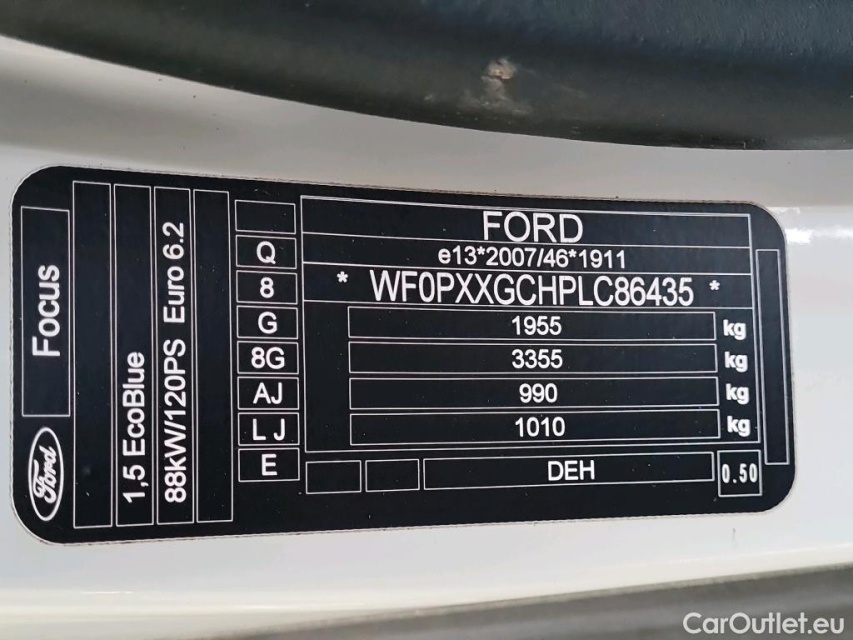 Focus
Ford
1,5 EcoBlue
88kW/120PS Euro 6.2
Q
8
G
8G
AJ
LJ
E
FORD
e13*2007/46*1911
* WF0PXXGCHPLC86435 *
1955 kg
3355 kg
990 kg
1010 kg
DEH
0.50
CarOutlet.eu